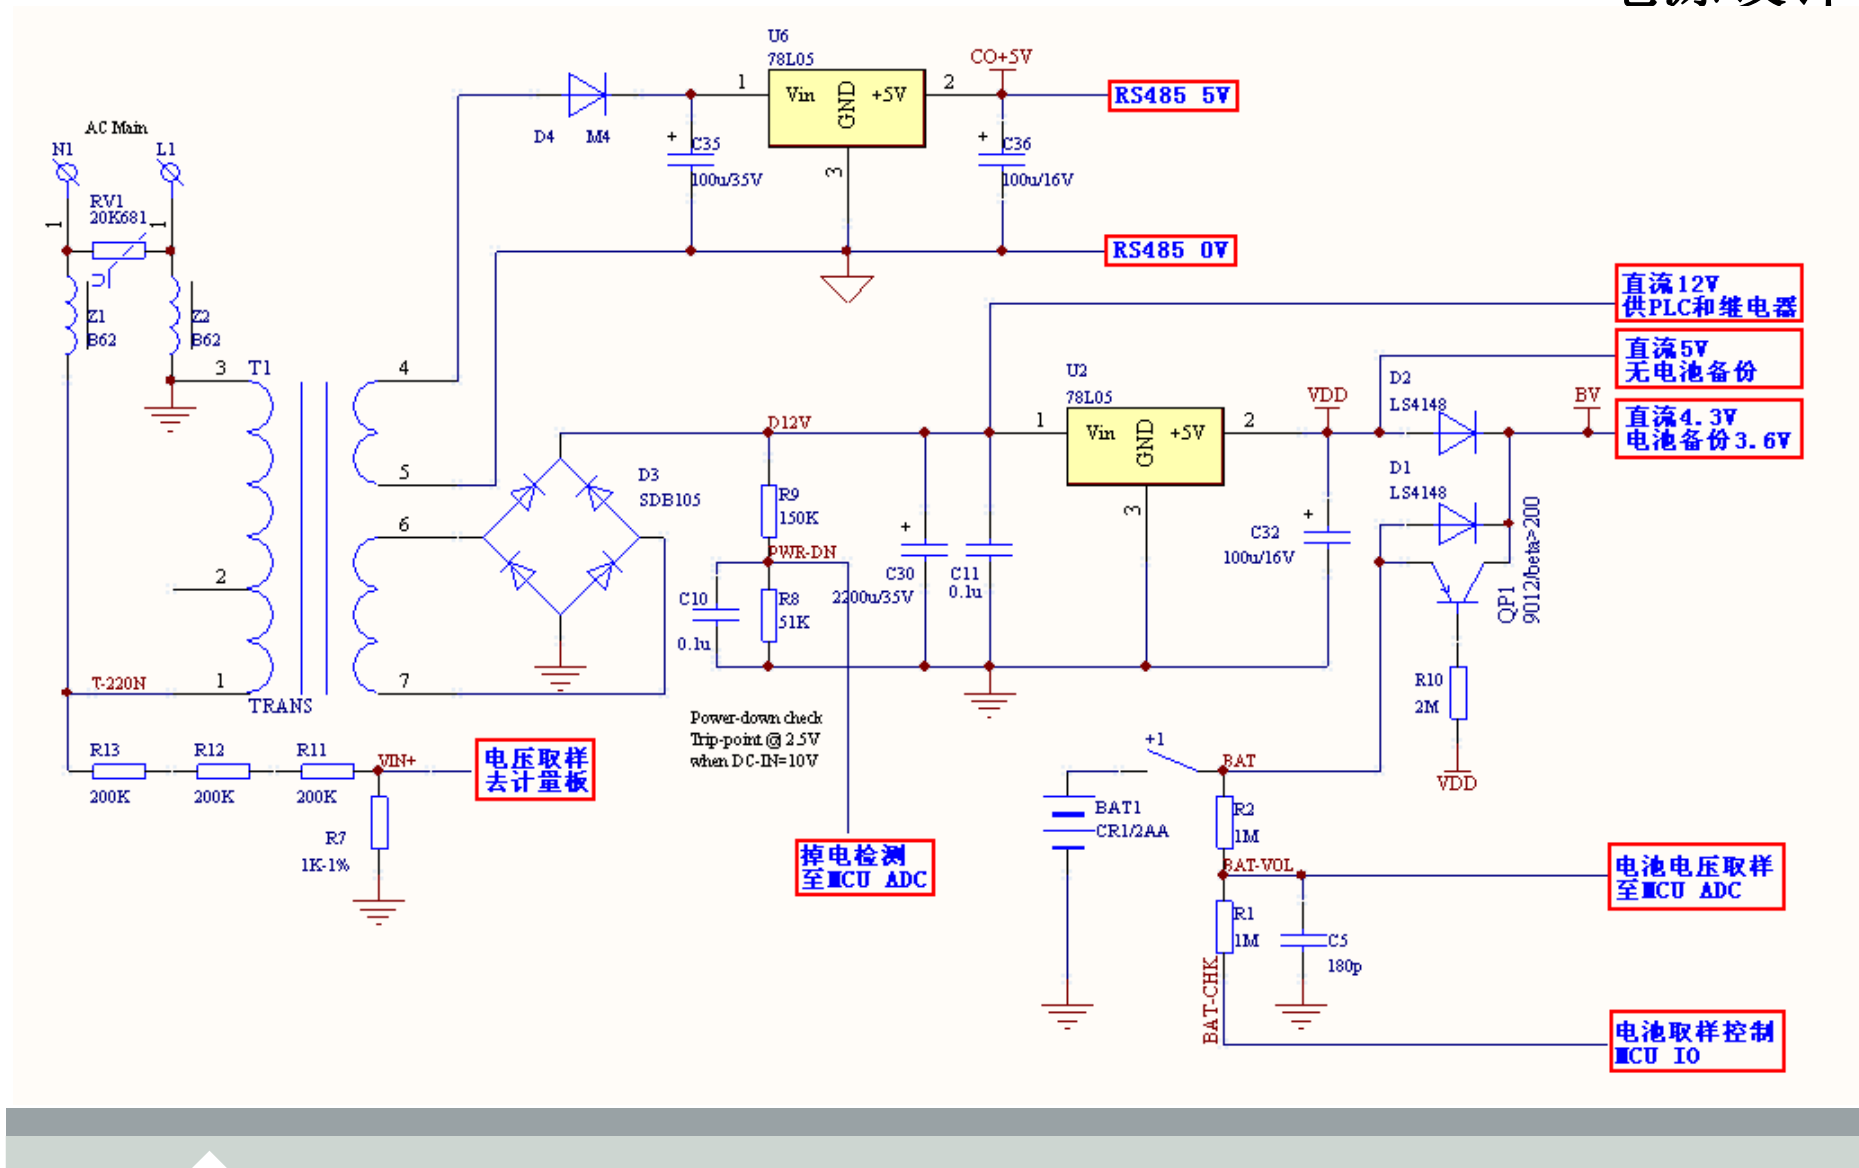 AC Main
N1
L1
RV1
20K681
1
1
Z1
B62
Z2
B62
3
T1
2
1
TRANS
T-220N
4
5
6
7
D4
M4
C35
100u/35V
U6
78L05
1
Vin
GND
+5V
2
3
CO+5V
C36
100u/16V
RS485 5V
RS485 0V
直流12V
供PLC和继电器
直流5V
无电池备份
直流4.3V
电池备份3.6V
D3
SDB105
D12V
R9
150K
PWR-DN
C10
0.1u
R8
51K
C30
2200u/35V
C11
0.1u
U2
78L05
1
Vin
GND
+5V
2
3
VDD
C32
100u/16V
D2
LS4148
D1
LS4148
BV
QP1
9012/beta>200
R10
2M
VDD
Power-down check
Trip-point @ 2.5V
when DC-IN=10V
R13
200K
R12
200K
R11
200K
VIN+
R7
1K-1%
电压取样
去计量板
掉电检测
至MCU ADC
+1
BAT
BAT1
CR1/2AA
R2
1M
BAT-VOL
R1
1M
C5
180p
BAT-CHK
电池电压取样
至MCU ADC
电池取样控制
MCU IO